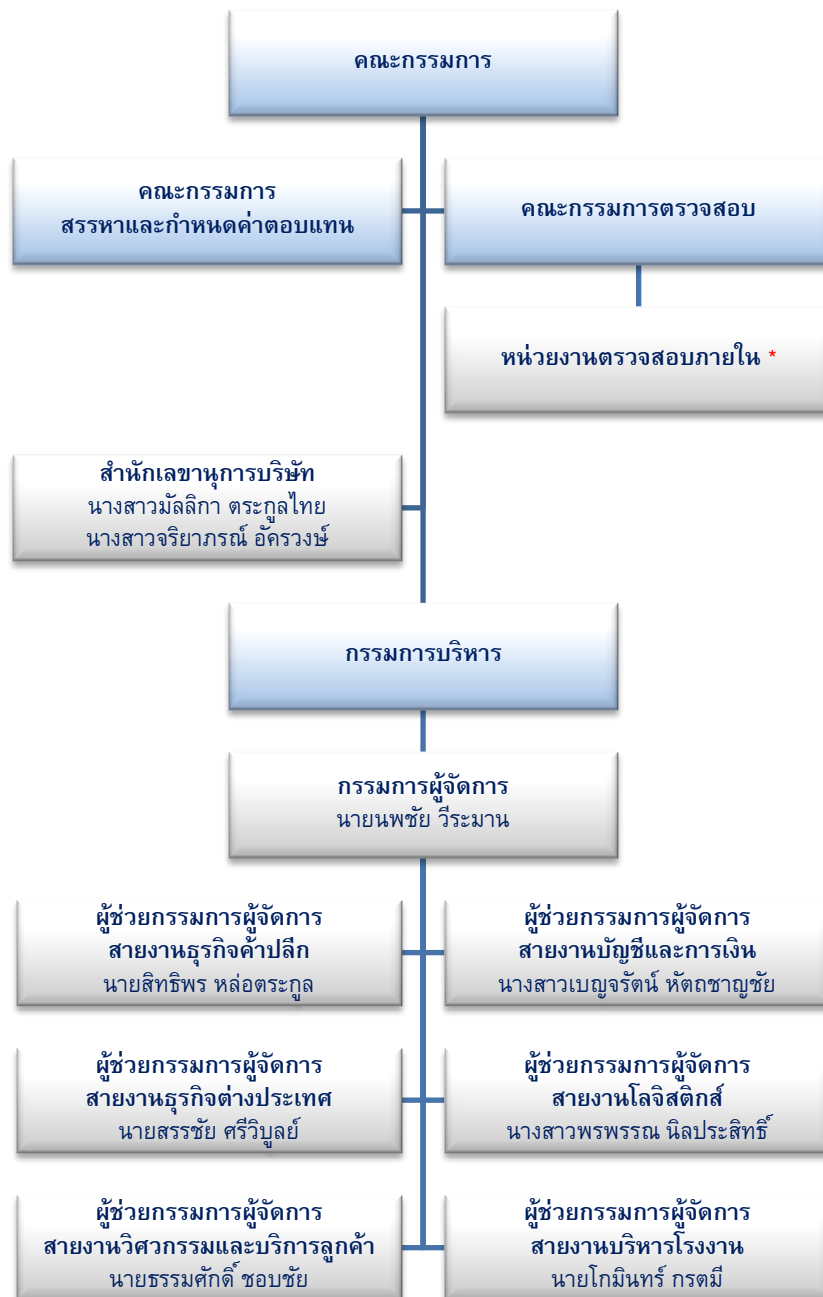 คณะกรรมการ
คณะกรรมการ
สรรหาและกำหนดค่าตอบแทน
คณะกรรมการตรวจสอบ
หน่วยงานตรวจสอบภายใน *
สำนักเลขานุการบริษัท
นางสาวมัลลิกา ตระกูลไทย
นางสาวจริยาภรณ์ อัครวงษ์
กรรมการบริหาร
กรรมการผู้จัดการ
นายนพชัย วีระมาน
ผู้ช่วยกรรมการผู้จัดการ
สายงานธุรกิจค้าปลีก
นายสิทธิพร หล่อตระกูล
ผู้ช่วยกรรมการผู้จัดการ
สายงานบัญชีและการเงิน
นางสาวเบญจรัตน์ หัตถชาญชัย
ผู้ช่วยกรรมการผู้จัดการ
สายงานธุรกิจต่างประเทศ
นายสรรชัย ศรีวิบูลย์
ผู้ช่วยกรรมการผู้จัดการ
สายงานโลจิสติกส์
นางสาวพรพรรณ นิลประสิทธิ์
ผู้ช่วยกรรมการผู้จัดการ
สายงานวิศวกรรมและบริการลูกค้า
นายธรรมศักดิ์ ชอบชัย
ผู้ช่วยกรรมการผู้จัดการ
สายงานบริหารโรงงาน
นายโกมินทร์ กรตมี